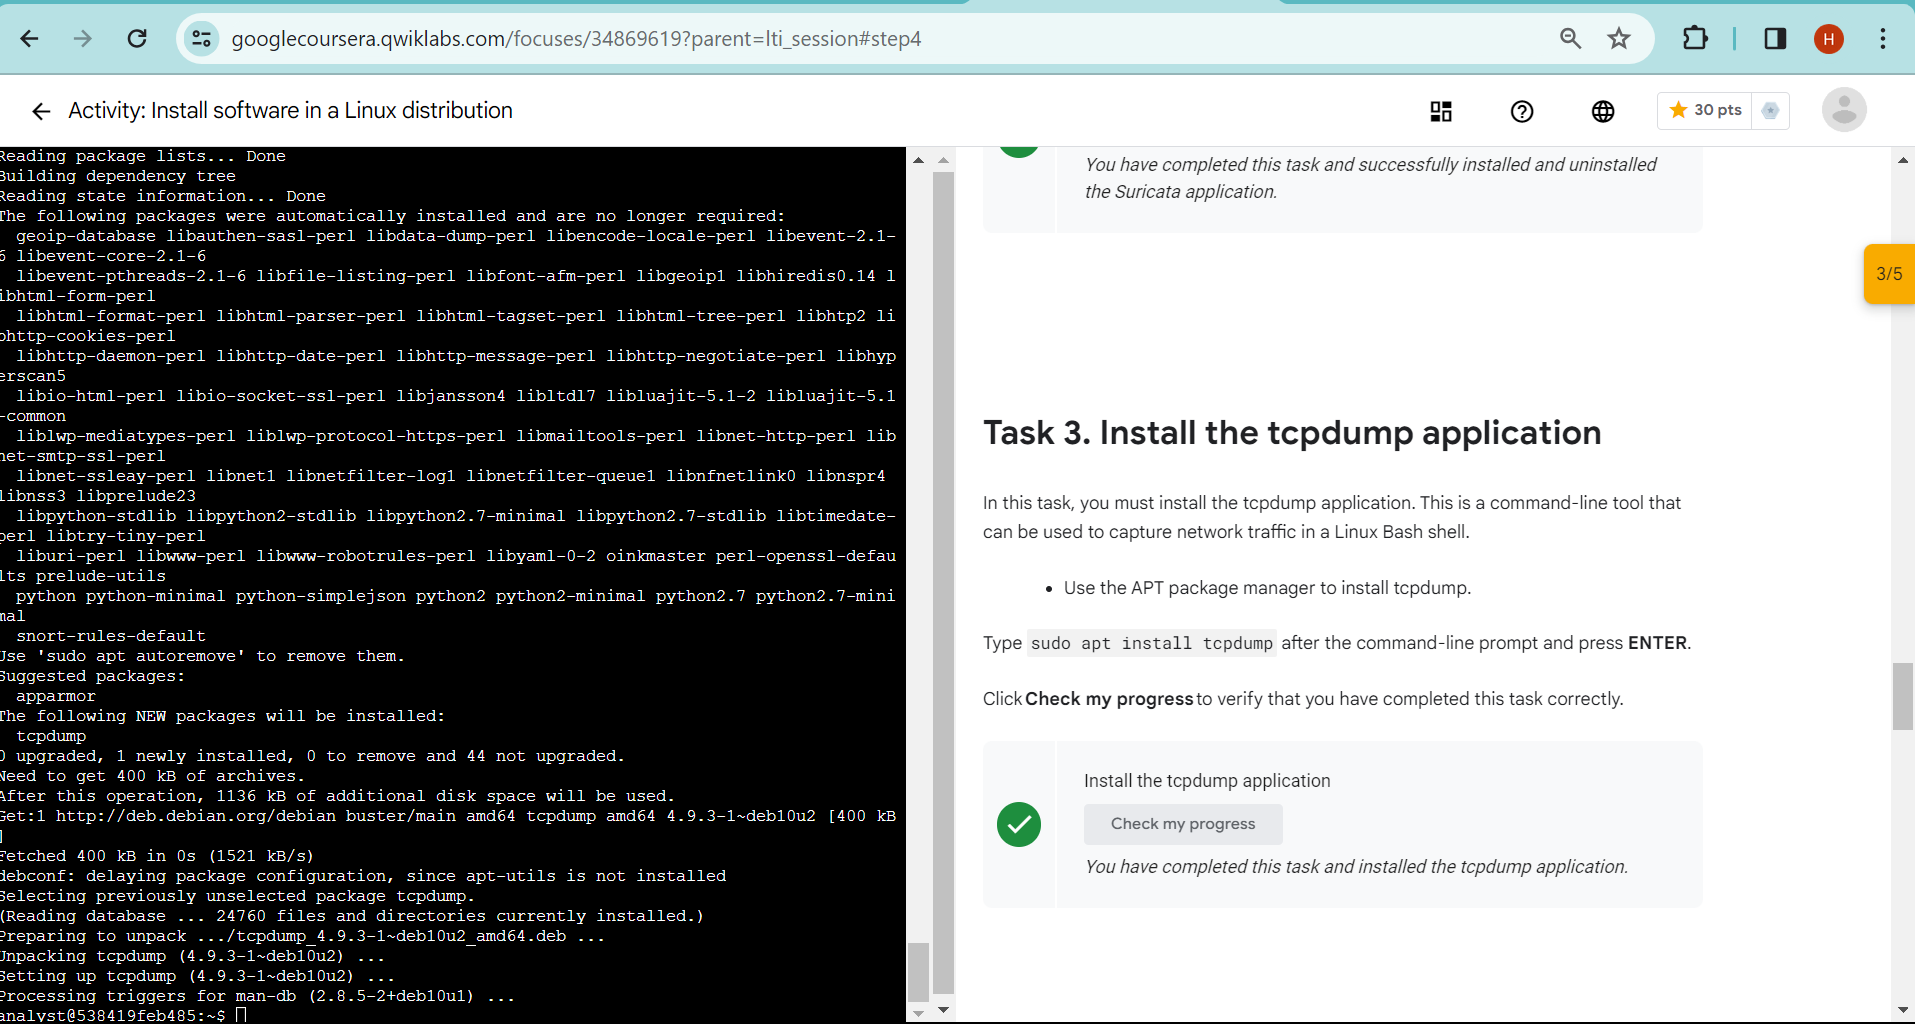 googlecoursera.qwiklabs.com/focuses/34869619?parent=lti_session#step4
H
Activity: Install software in a Linux distribution
30 pts
Reading package lists... Done
Building dependency tree
Reading state information... Done
The following packages were automatically installed and are no longer required:
geoip-database libauthen-sasl-perl libdata-dump-perl libencode-locale-perl libevent-2.1-
6 libevent-core-2.1-6
libevent-pthreads-2.1-6 libfile-listing-perl libfont-afm-perl libgeoip1 libhiredis0.14 l
ibhtml-form-perl
libhtml-format-perl libhtml-parser-perl libhtml-tagset-perl libhtml-tree-perl libhtp2 li
bhttp-cookies-perl
libhttp-daemon-perl libhttp-date-perl libhttp-message-perl libhttp-negotiate-perl libhyp
erscan5
libio-html-perl libio-socket-ssl-perl libjansson4 libltdl7 libluajit-5.1-2 libluajit-5.1
-common
liblwp-mediatypes-perl liblwp-protocol-https-perl libmailtools-perl libnet-http-perl lib
net-smtp-ssl-perl
libnet-ssleay-perl libnet1 libnetfilter-log1 libnetfilter-queue1 libnfnetlink0 libnspr4
libnss3 libprelude23
libpython-stdlib libpython2-stdlib libpython2.7-minimal libpython2.7-stdlib libtimedate-
perl libtry-tiny-perl
liburi-perl libwww-perl libwww-robotrules-perl libyaml-0-2 oinkmaster perl-openssl-defau
lts prelude-utils
python python-minimal python-simplejson python2 python2-minimal python2.7 python2.7-mini
mal
snort-rules-default
Use 'sudo apt autoremove' to remove them.
Suggested packages:
apparmor
The following NEW packages will be installed:
tcpdump
0 upgraded, 1 newly installed, 0 to remove and 44 not upgraded.
Need to get 400 kB of archives.
After this operation, 1136 kB of additional disk space will be used.
Get:1 http://deb.debian.org/debian buster/main amd64 tcpdump amd64 4.9.3-1~deb10u2 [400 kB
]
Fetched 400 kB in 0s (1521 kB/s)
debconf: delaying package configuration, since apt-utils is not installed
Selecting previously unselected package tcpdump.
(Reading database ... 24760 files and directories currently installed.)
Preparing to unpack .../tcpdump_4.9.3-1~deb10u2_amd64.deb ...
Unpacking tcpdump (4.9.3-1~deb10u2) ...
Setting up tcpdump (4.9.3-1~deb10u2) ...
Processing triggers for man-db (2.8.5-2+deb10u1) ...
analyst@538419feb485:~$
You have completed this task and successfully installed and uninstalled
the Suricata application.
3/5
Task 3. Install the tcpdump application
In this task, you must install the tcpdump application. This is a command-line tool that
can be used to capture network traffic in a Linux Bash shell.
• Use the APT package manager to install tcpdump.
Type sudo apt install tcpdump after the command-line prompt and press ENTER.
Click Check my progress to verify that you have completed this task correctly.
Install the tcpdump application
Check my progress
You have completed this task and installed the tcpdump application.